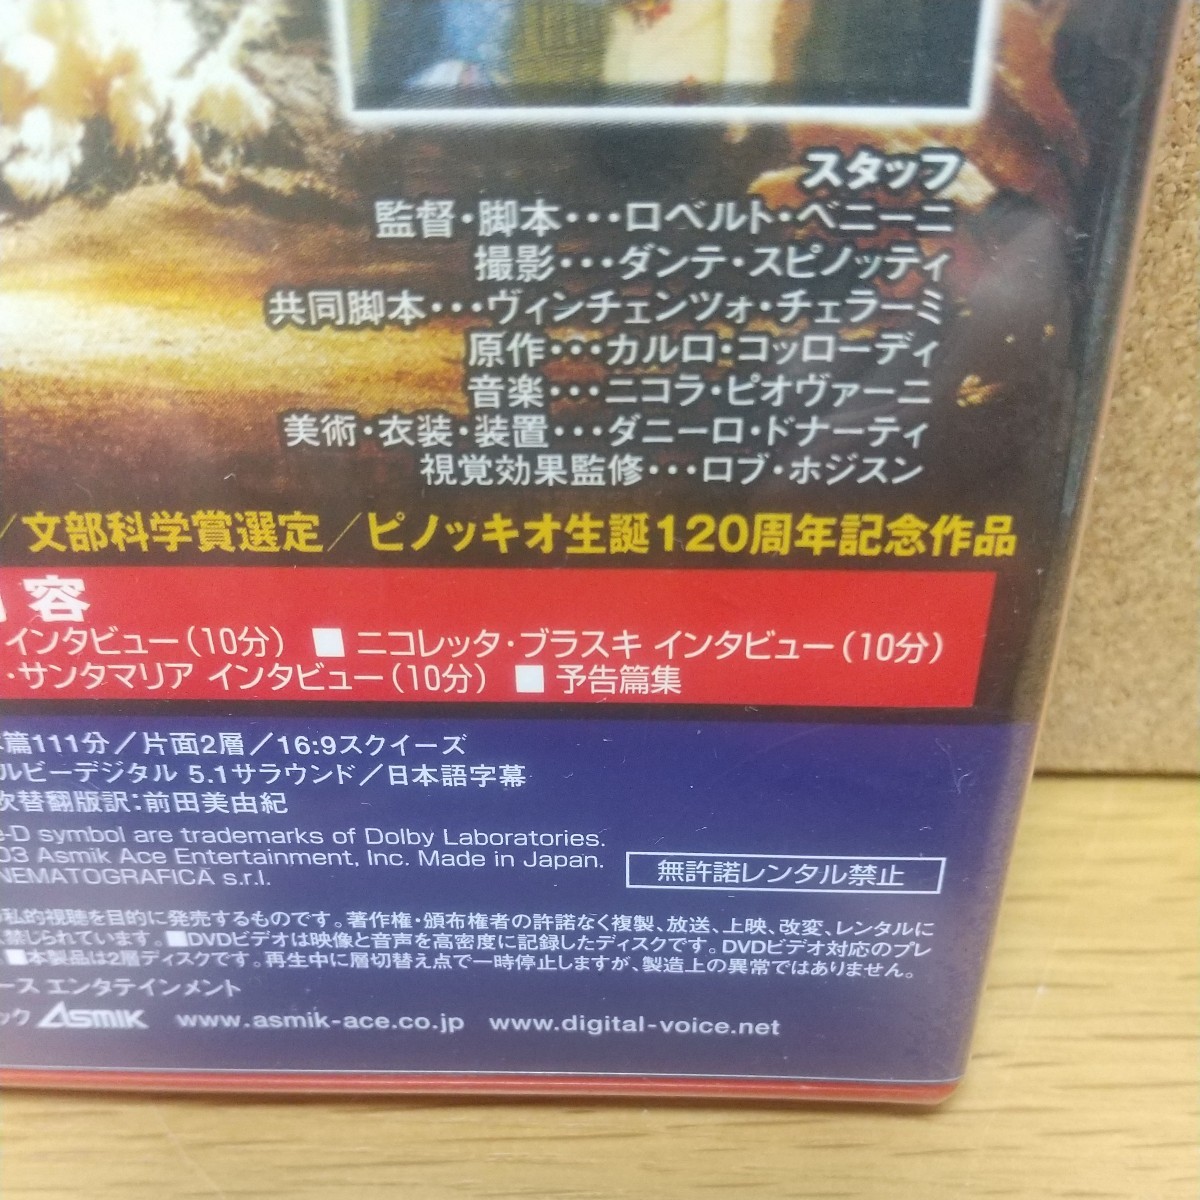 スタッフ
監督・脚本・・・ロベルト・ベニーニ
撮影・・・ダンテ・スピノッティ
共同脚本・・・ヴィンチェンツォ・チェラーミ
原作・・・カルロ・コッローディ
音楽・・・ニコラ・ピオヴァーニ
美術・衣装・装置・・・ダニーロ・ドナーティ
視覚効果監修・・・ロブ・ホジスン
／文部科学賞選定／ピノッキオ生誕120周年記念作品
容
インタビュー（10分） ■ ニコレッタ・ブラスキ インタビュー（10分）
・サンタマリア インタビュー（10分） ■ 予告篇集
篇111分／片面2層／16:9スクイーズ
ルビーデジタル 5.1サラウンド／日本語字幕
次替翻版訳：前田美由紀
e-D symbol are trademarks of Dolby Laboratories.
03 Asmik Ace Entertainment, Inc. Made in Japan.
NEMATOGRAFICA s.r.l.
無許諾レンタル禁止
私的視聴を目的に発売するものです。著作権・頒布権者の許諾なく複製、放送、上映、改変、レンタルに
禁じられています。■DVDビデオは映像と音声を高密度に記録したディスクです。DVDビデオ対応のプレ
■本製品は2層ディスクです。再生中に層切替え点で一時停止しますが、製造上の異常ではありません。
ース エンタテインメント
ック ASMIK www.asmik-ace.co.jp www.digital-voice.net